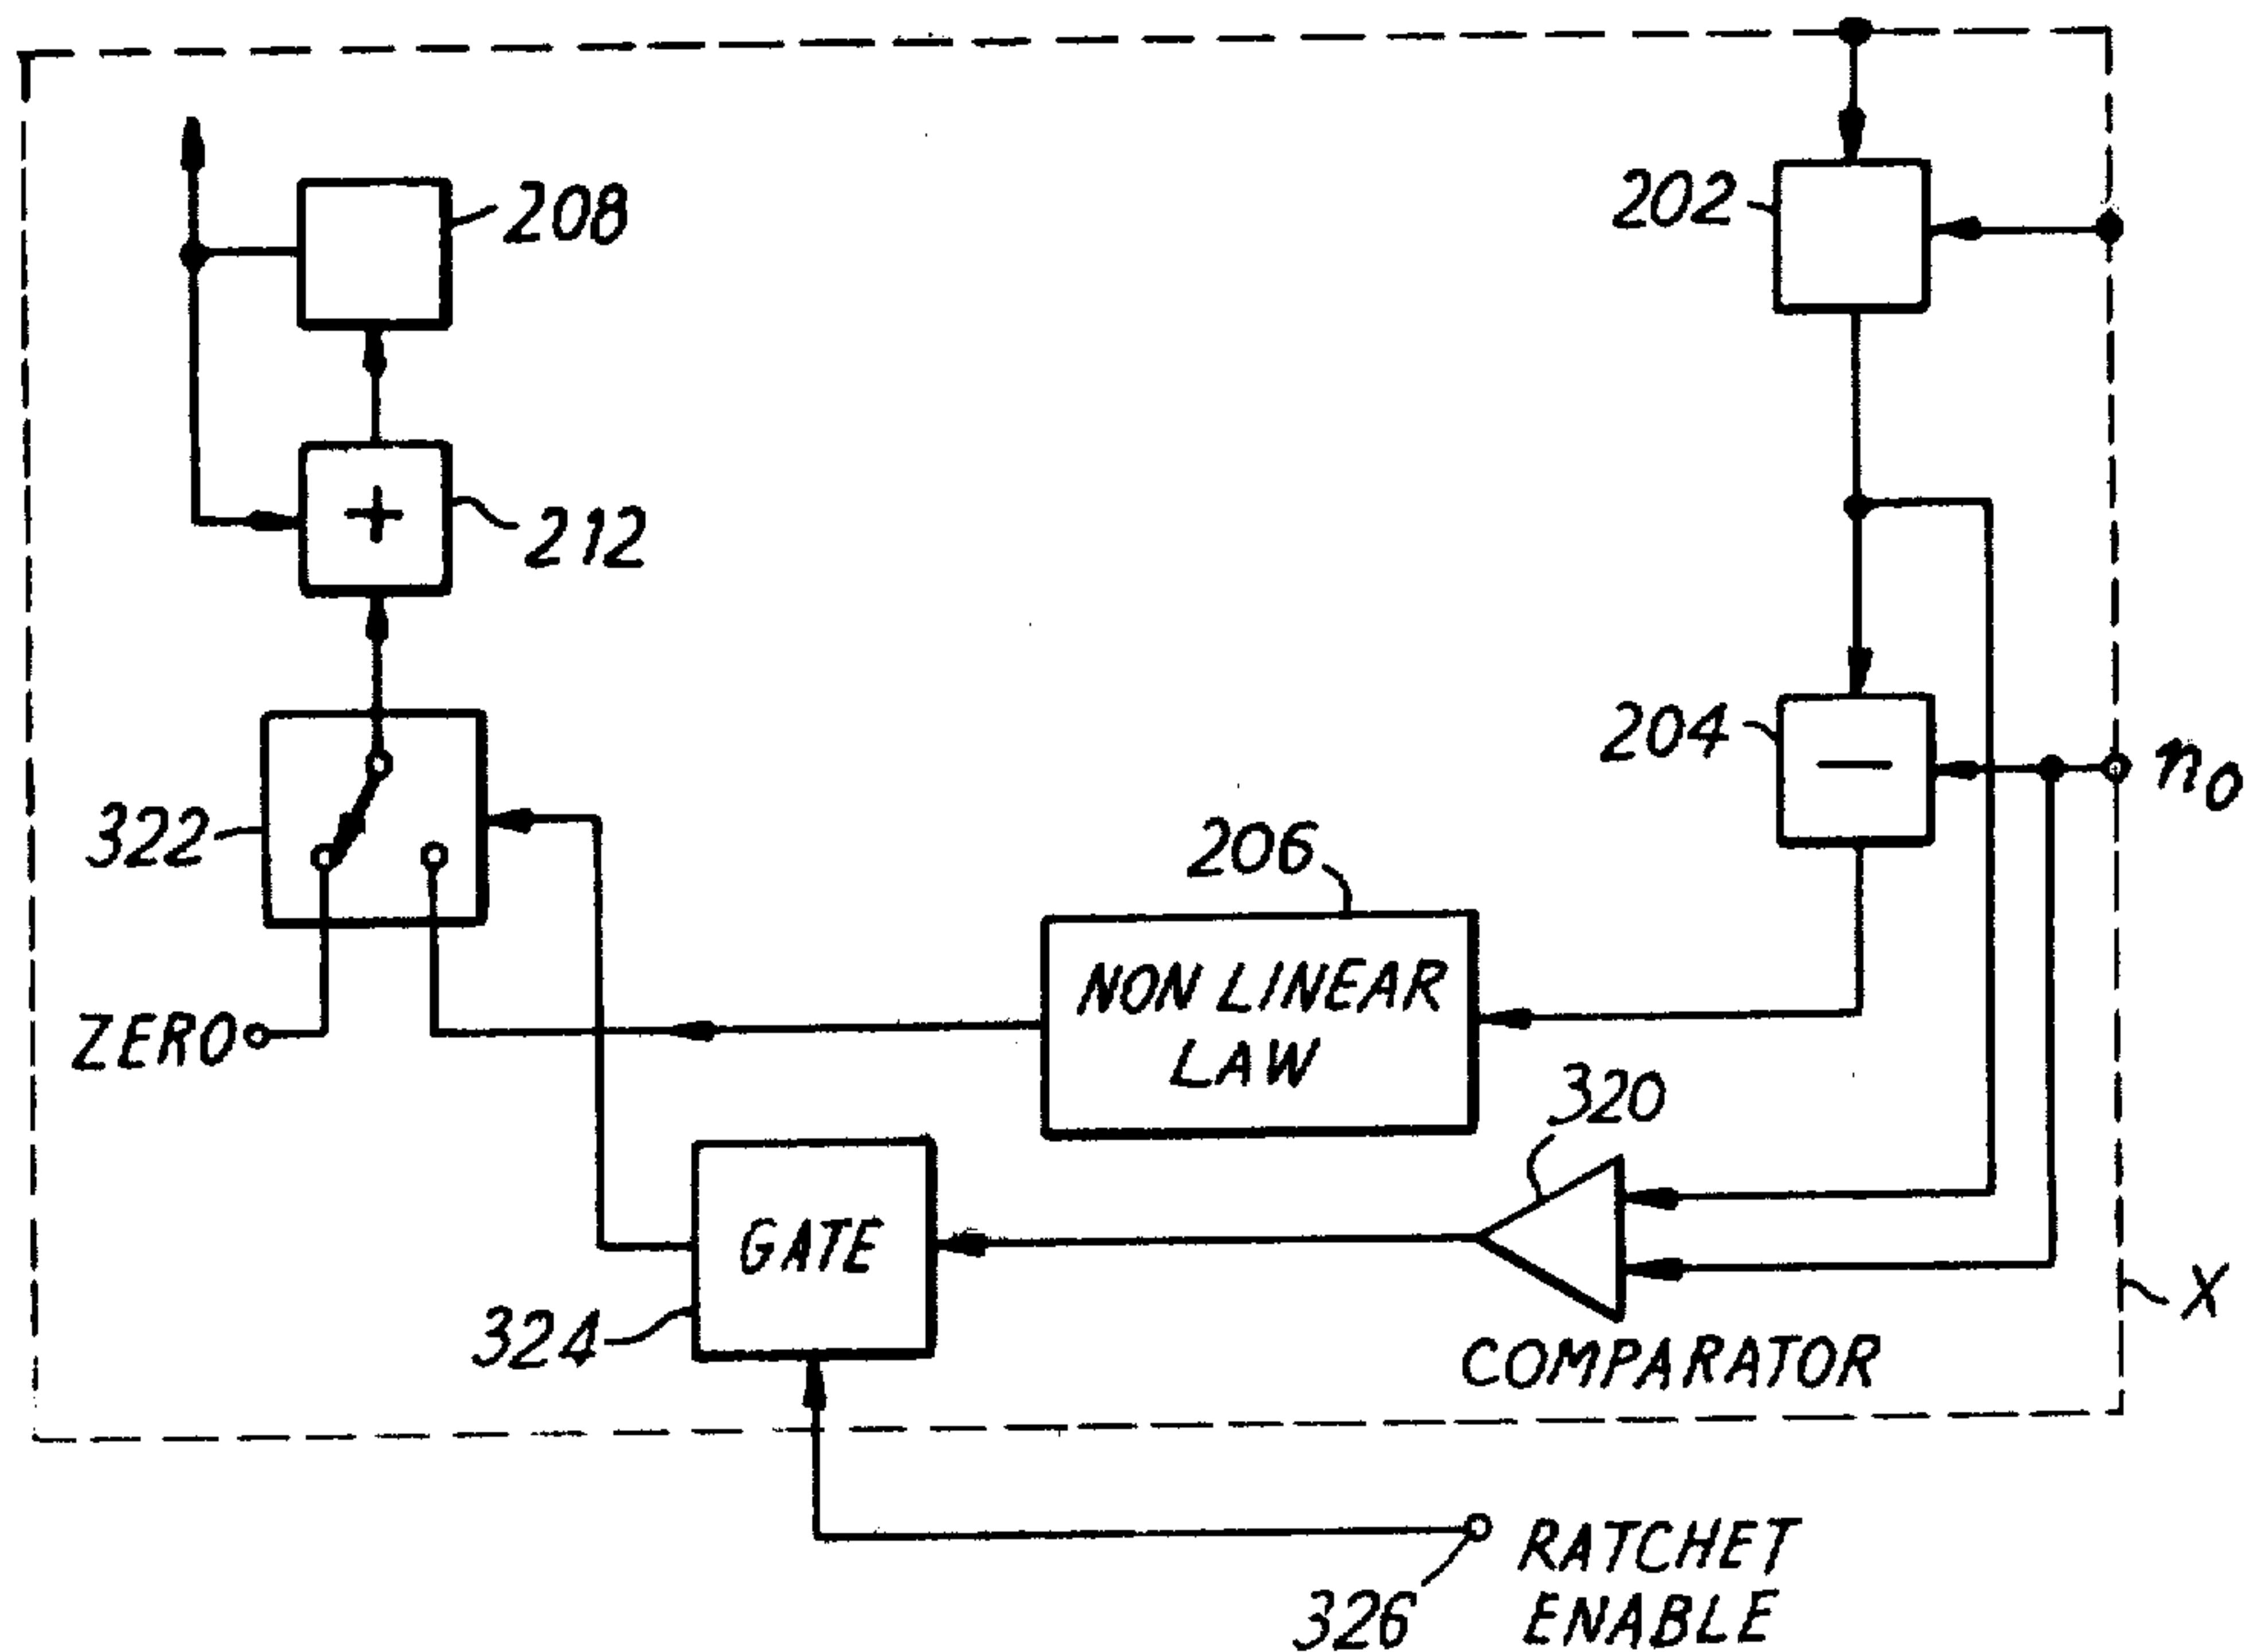 208
202
+
212
204
—
n0
322
206
NON LINEAR
LAW
ZERO
320
GATE
324
COMPARATOR
X
RATCHET
ENABLE
326